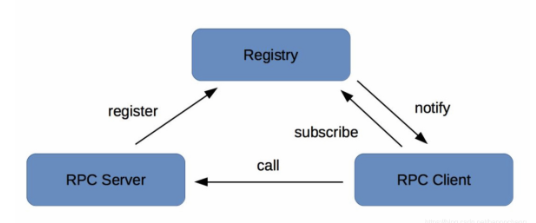 Registry
register
notify
subscribe
call
RPC Server
RPC Client